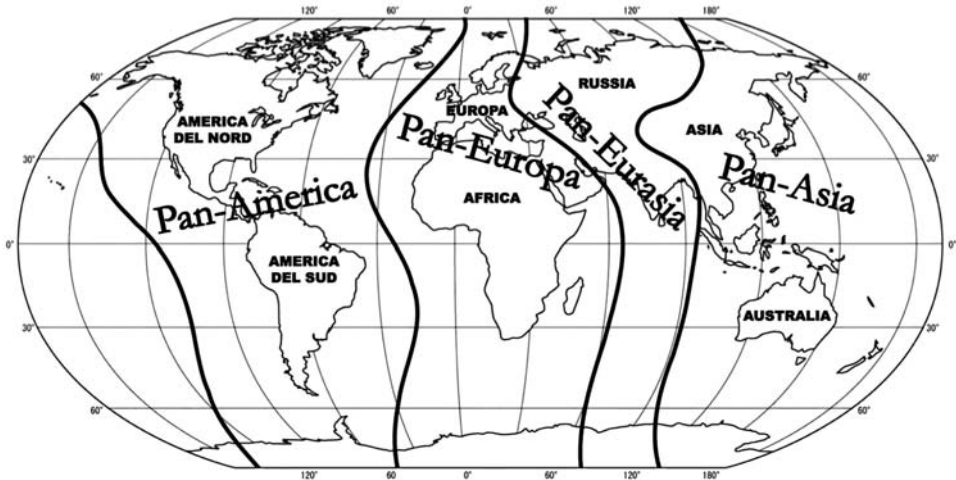 120° 60 0° 60° 120° 180°
60°
60°
RUSSIA
EUROPA
AMERICA
DEL NORD
ASIA
Pan-Eurasia
Pan-Europa
30°
30°
Pan-America
AFRICA
Pan-Asia
0°
0°
AMERICA
DEL SUD
AUSTRALIA
30°
30°
60°
60°
120° 60 0° 60° 120° 180°